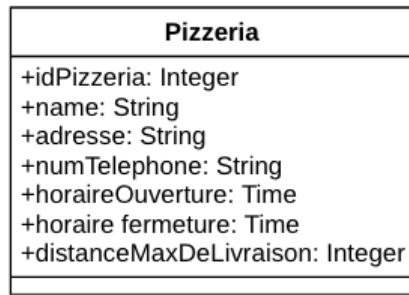 Pizzeria
+idPizzeria: Integer
+name: String
+adresse: String
+numTelephone: String
+horaireOuverture: Time
+horaire fermeture: Time
+distanceMaxDeLivraison: Integer